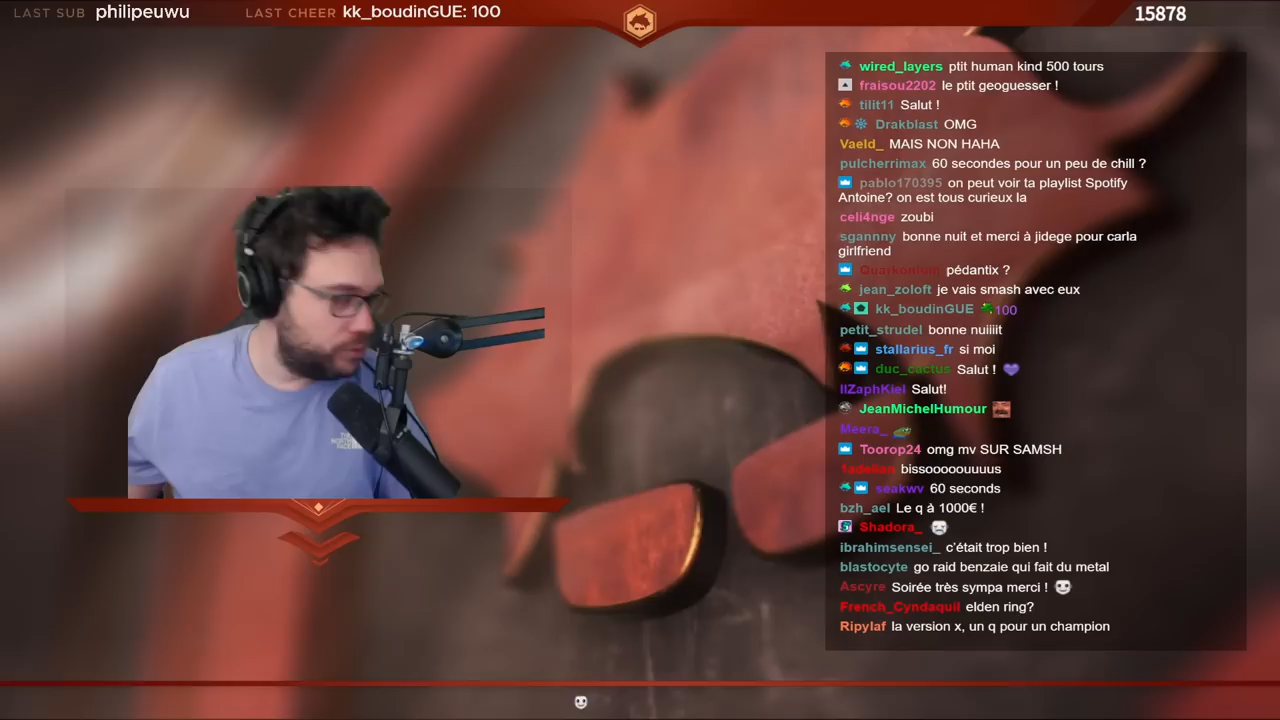 LAST SUB philipeuwu LAST CHEER kk_boudinGUE: 100 15878
wired_layers ptit human kind 500 tours
fraisou2202 le ptit geoguesser !
tilit11 Salut !
Drakblast OMG
Vaeld_ MAIS NON HAHA
pulcherrimax 60 secondes pour un peu de chill ?
pablo170395 on peut voir ta playlist Spotify
Antoine? on est tous curieux la
celi4nge zoubi
sgannny bonne nuit et merci à jidege pour carla
girlfriend
Quarkonium pédantix ?
jean_zoloft je vais smash avec eux
kk_boudinGUE 100
petit_strudel bonne nuiiiit
stallarius_fr si moi
duc_cactus Salut !
IIZaphKiel Salut!
JeanMichelHumour
Meera_
Toorop24 omg mv SUR SAMSH
bissooooouuuus
seakwv 60 seconds
bzh_ael Le q à 1000€ !
Shadora_
ibrahimsensei_ c'était trop bien !
blastocyte go raid benzaie qui fait du metal
Ascyre Soirée très sympa merci !
French_Cyndaquil elden ring?
Ripylaf la version x, un q pour un champion